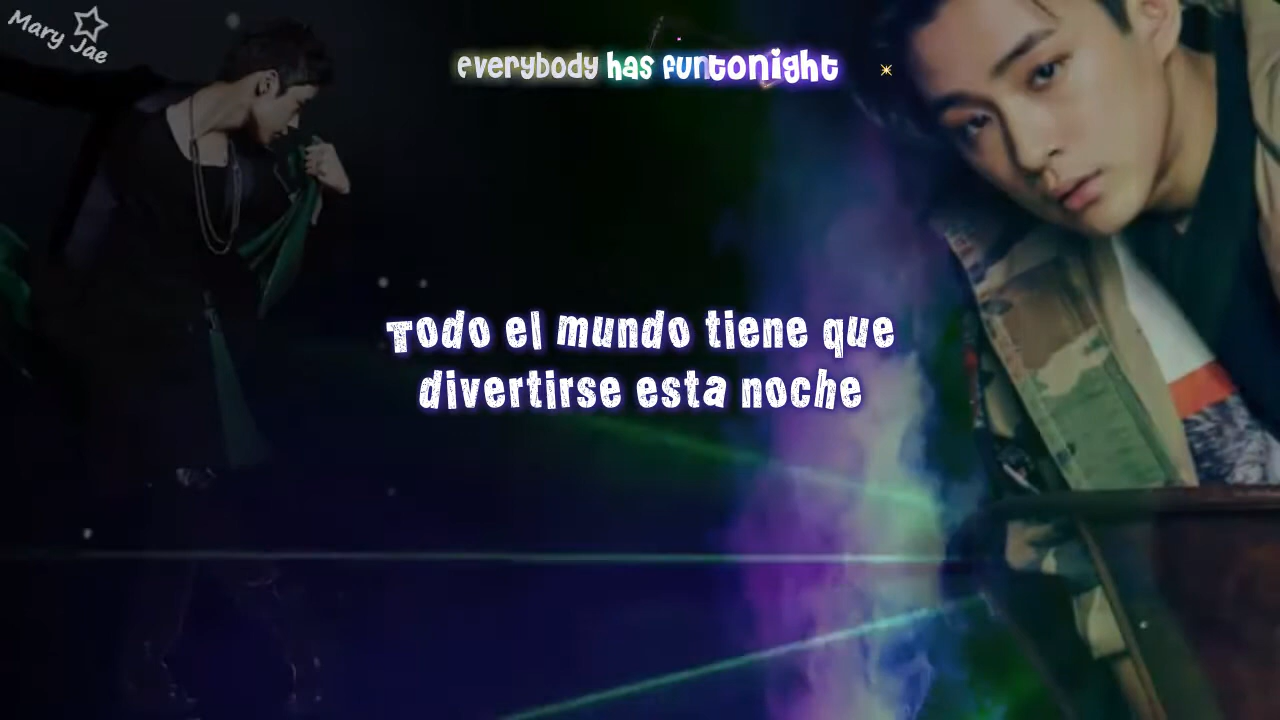 Mary Jae
everybody has funtonight
Todo el mundo tiene que
divertirse esta noche